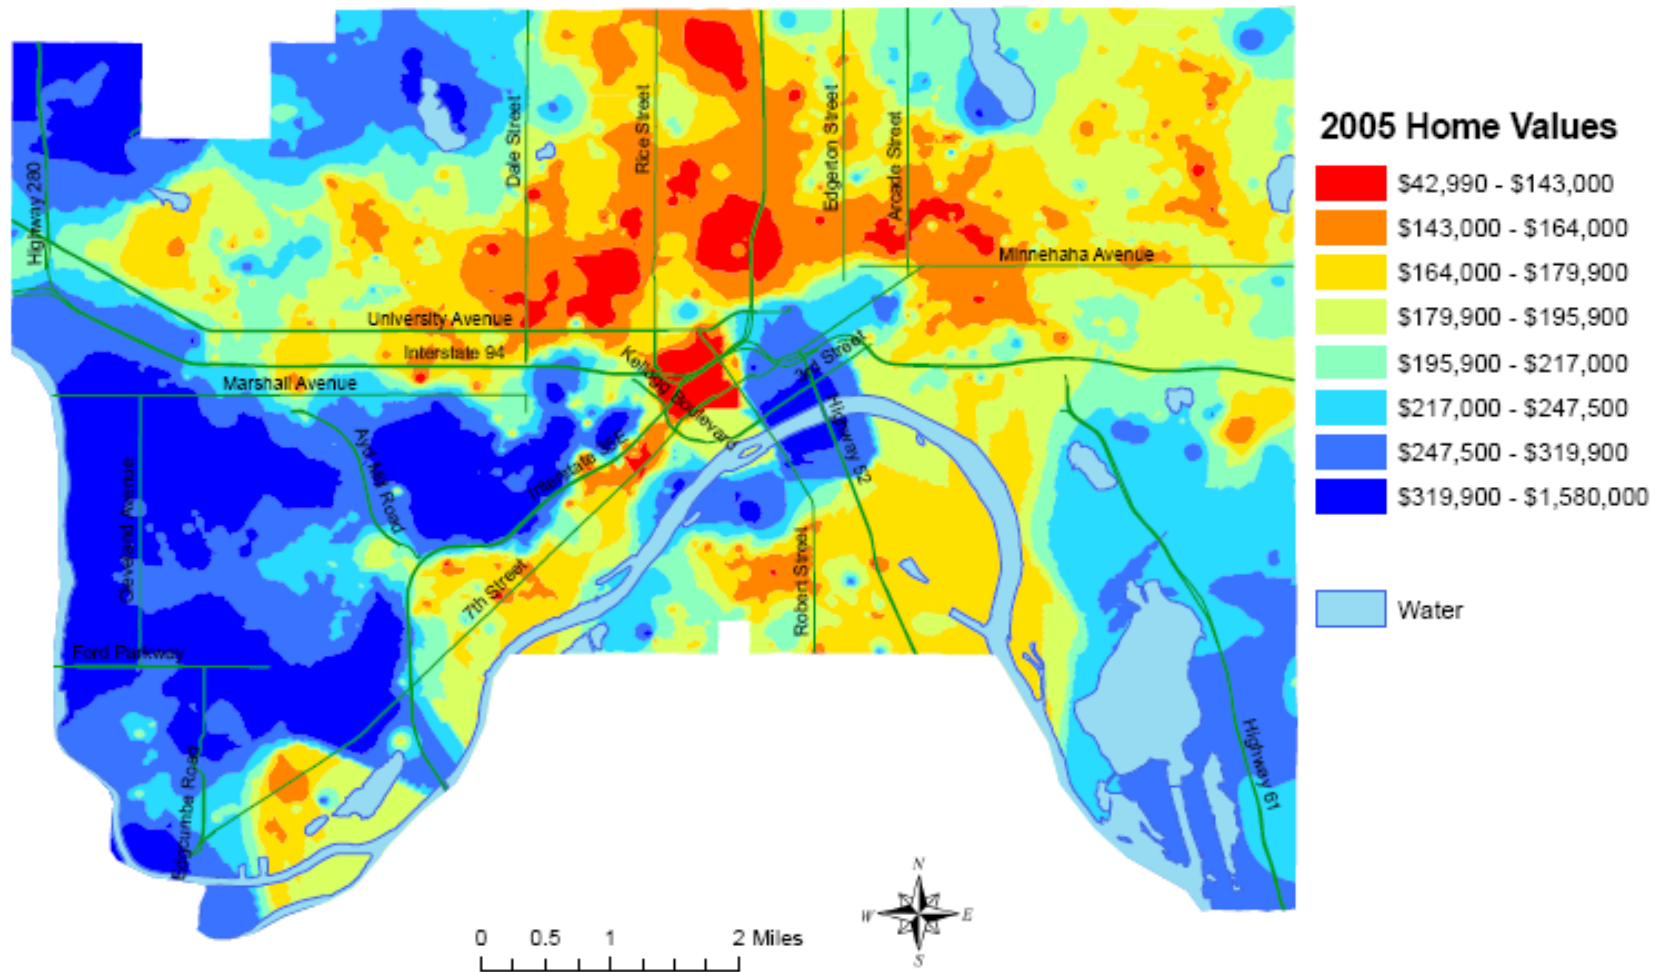 2005 Home Values
$42,990 - $143,000
$143,000 - $164,000
$164,000 - $179,900
$179,900 - $195,900
$195,900 - $217,000
$217,000 - $247,500
$247,500 - $319,900
$319,900 - $1,580,000
Water
Highway 280
Dale Street
Rice Street
Edgerton Street
Arcade Street
Minnehaha Avenue
University Avenue
Interstate 94
Marshall Avenue
Kellogg Boulevard
3rd Street
Highway 52
Interstate 35E
Ayd Mill Road
Cleveland Avenue
7th Street
Robert Street
Ford Parkway
Edgcumbe Road
Highway 61
N
W E
S
0 0.5 1 2 Miles